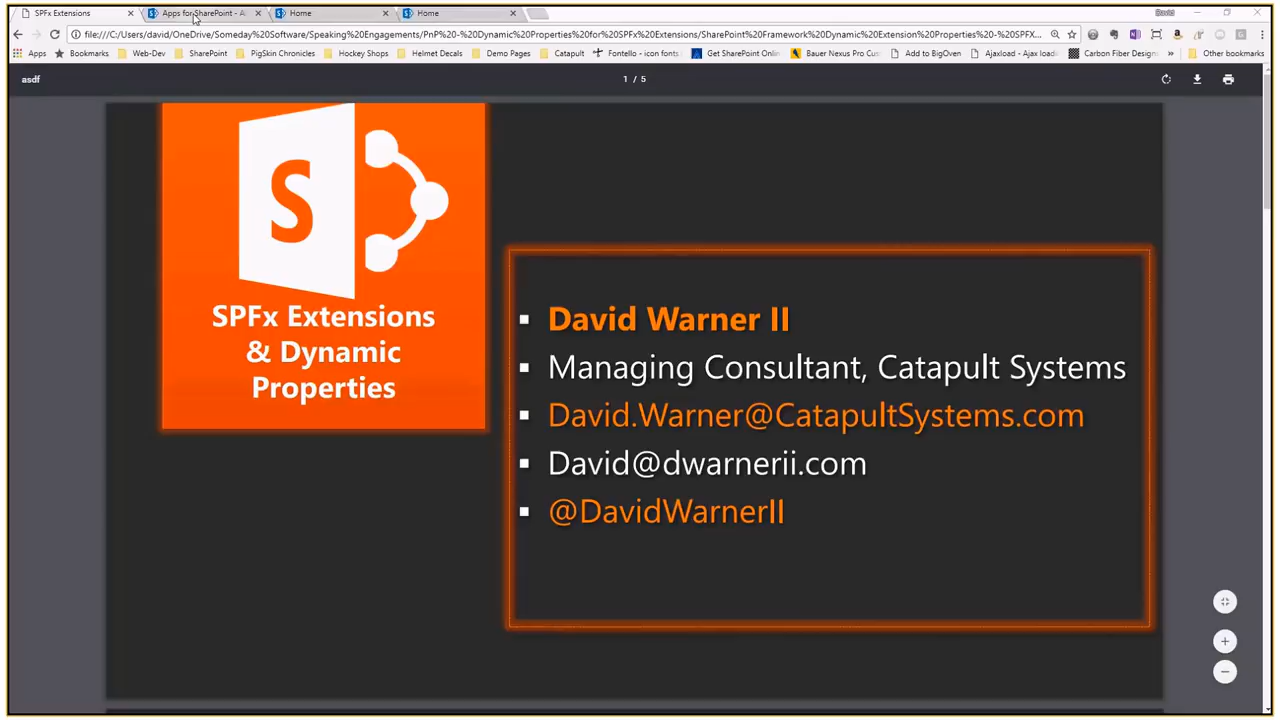 SPFx Extensions
Apps for SharePoint - A
Home
Home
David
file:///C:/Users/david/OneDrive/Someday%20Software/Speaking%20Engagements/PnP%20-%20Dynamic%20Properties%20for%20SPFx%20Extensions/SharePoint%20Framework%20Dynamic%20Extension%20Properties%20-%20SPFX...
Apps
Bookmarks
Web-Dev
SharePoint
PigSkin Chronicles
Hockey Shops
Helmet Decals
Demo Pages
Catapult
Fontello - icon fonts
Get SharePoint Onlin
Bauer Nexus Pro Cus
Add to BigOven
Ajaxload - Ajax loadi
Carbon Fiber Design
»
Other bookmarks
asdf
1 / 5
S
SPFx Extensions
& Dynamic
Properties
▪ David Warner II
▪ Managing Consultant, Catapult Systems
▪ David.Warner@CatapultSystems.com
▪ David@dwarnerii.com
▪ @DavidWarnerII